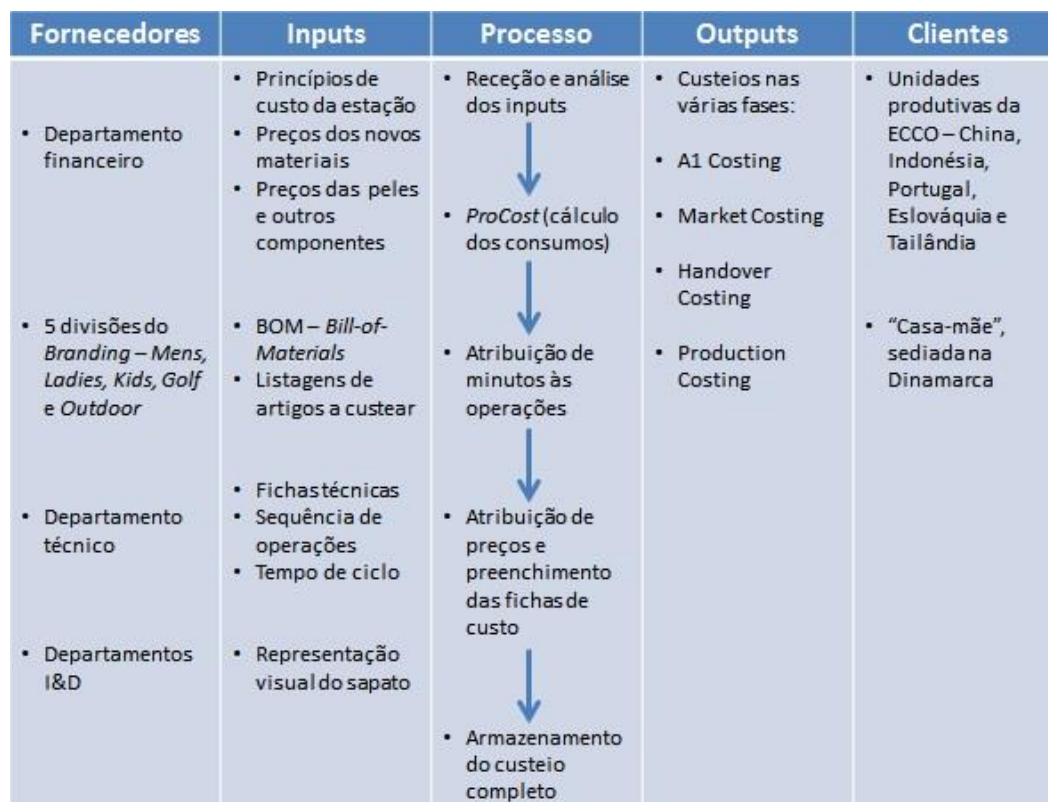 Fornecedores
Inputs
Processo
Outputs
Clientes
• Departamento
financeiro
• 5 divisões do
Branding – Mens,
Ladies, Kids, Golf
e Outdoor
• Departamento
técnico
• Departamentos
I&D
• Princípios de
custo da estação
• Preços dos novos
materiais
• Preços das peles
e outros
componentes
• BOM – Bill-of-
Materials
• Listagens de
artigos a custear
• Fichas técnicas
• Sequência de
operações
• Tempo de ciclo
• Representação
visual do sapato
• Receção e análise
dos inputs
• ProCost (cálculo
dos consumos)
• Atribuição de
minutos às
operações
• Atribuição de
preços e
preenchimento
das fichas de
custo
• Armazenamento
do custeio
completo
• Custeios nas
várias fases:
• A1 Costing
• Market Costing
• Handover
Costing
• Production
Costing
• Unidades
produtivas da
ECCO – China,
Indonésia,
Portugal,
Eslováquia e
Tailândia
• “Casa-mãe”,
sediada na
Dinamarca